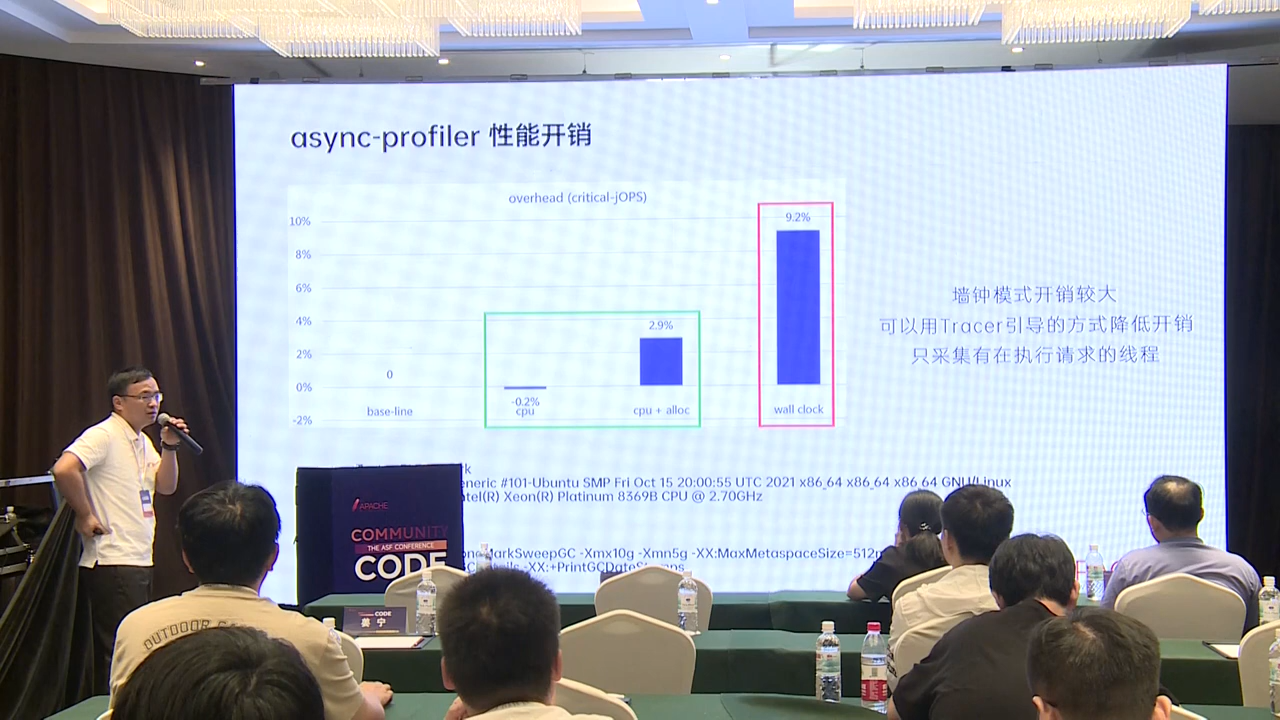 async-profiler 性能开销
overhead (critical-jOPS)
10%
8%
6%
4%
2%
0%
-2%
0
-0.2%
2.9%
9.2%
base-line
cpu
cpu + alloc
wall clock
墙钟模式开销较大
可以用Tracer引导的方式降低开销
只采集有在执行请求的线程
#101-Ubuntu SMP Fri Oct 15 20:00:55 UTC 2021 x86_64 x86_64 x86_64 GNU/Linux
Xeon(R) Platinum 8369B CPU @ 2.70GHz
-Xmx10g -Xmn5g
APACHE
COMMUNITY
THE ASF CONFERENCE
CODE
CODE
姜宁
OUTDOOR